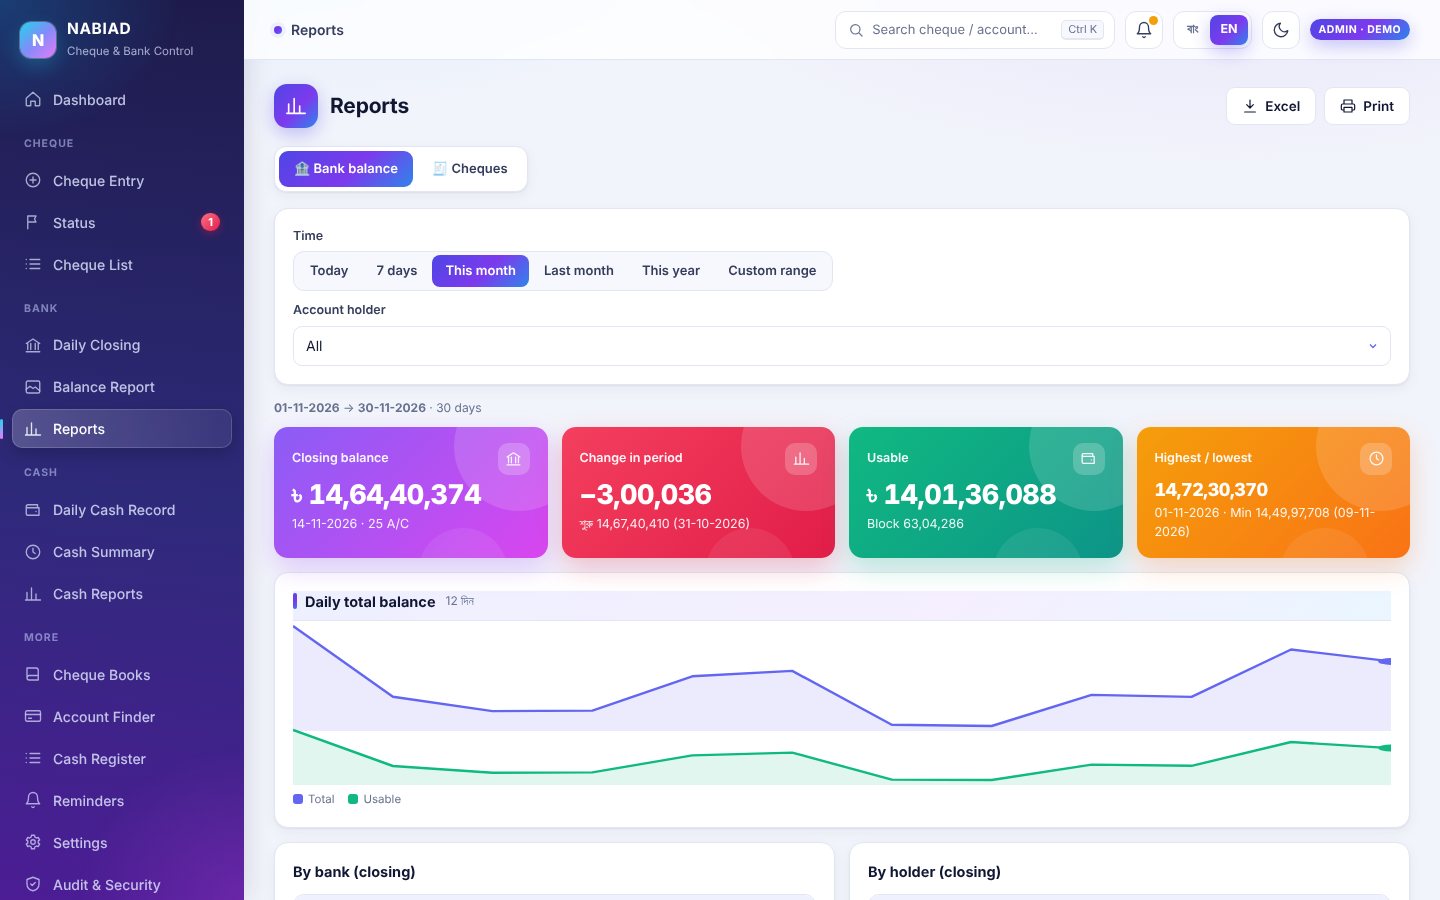 N
NABIAD
Cheque & Bank Control
Dashboard
CHEQUE
Cheque Entry
Status 1
Cheque List
BANK
Daily Closing
Balance Report
Reports
CASH
Daily Cash Record
Cash Summary
Cash Reports
MORE
Cheque Books
Account Finder
Cash Register
Reminders
Settings
Audit & Security
Reports
Search cheque / account... Ctrl K
বাং EN
ADMIN · DEMO
Reports
Excel Print
Bank balance Cheques
Time
Today 7 days This month Last month This year Custom range
Account holder
All
01-11-2026 → 30-11-2026 · 30 days
Closing balance
৳ 14,64,40,374
14-11-2026 · 25 A/C
Change in period
−3,00,036
শুরু 14,67,40,410 (31-10-2026)
Usable
৳ 14,01,36,088
Block 63,04,286
Highest / lowest
14,72,30,370
01-11-2026 · Min 14,49,97,708 (09-11-
2026)
Daily total balance 12 দিন
Total Usable
By bank (closing)
By holder (closing)